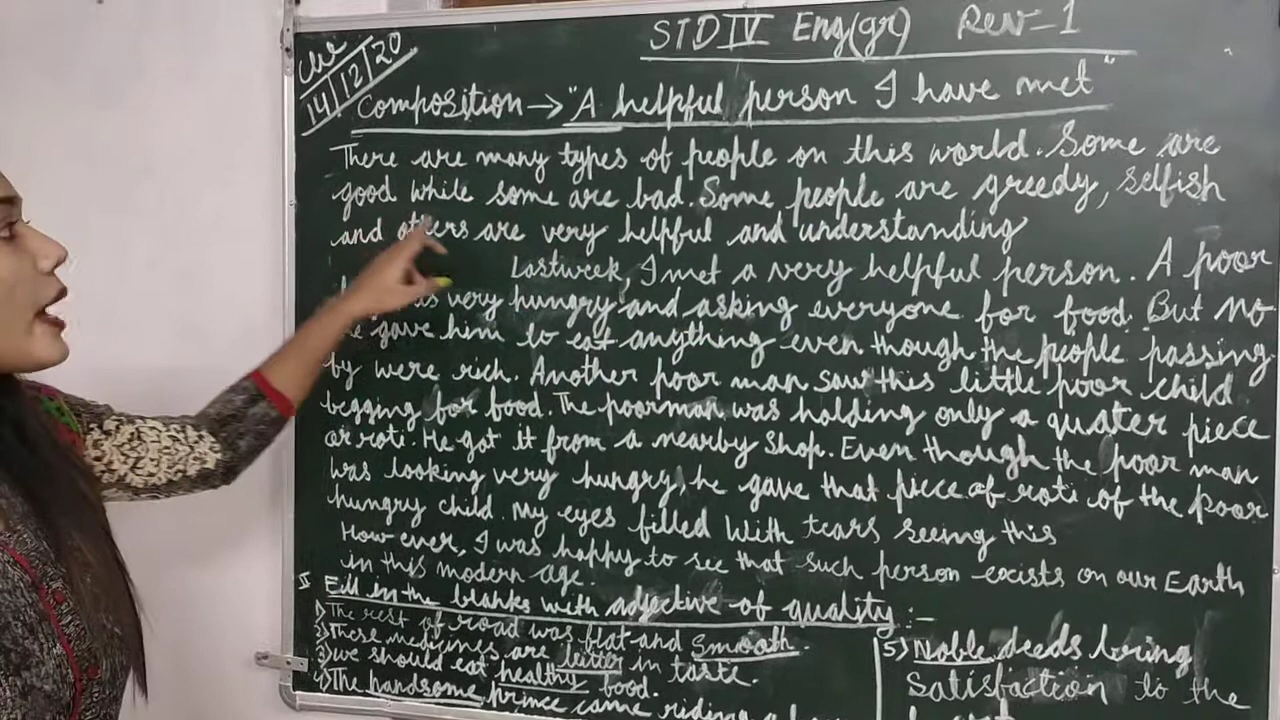 STD IV Eng(gr) Rev-1
CW
14/12/20
Composition → "A helpful person I have met"
There are many types of people on this world. Some are
good while some are bad. Some people are greedy, selfish
and others are very helpful and understanding
Lastweek, I met a very helpful person. A poor
was very hungry and asking everyone for food. But no
gave him to eat anything even though the people passing
by were rich. Another poor man saw this little poor child
begging for food. The poor man was holding only a quater piece
or roti. He got it from a nearby shop. Even though the poor man
was looking very hungry, he gave that piece of roti of the poor
hungry child. My eyes filled with tears seeing this
How ever, I was happy to see that such person exists on our Earth
in this modern age.
II Fill in the blanks with adjective of quality :-
1) The rest of road was flat and Smooth.
2) These medicines are bitter in taste.
3) we should eat healthy food.
4) The handsome prince came riding a
5) Noble deeds bring
Satisfaction to the